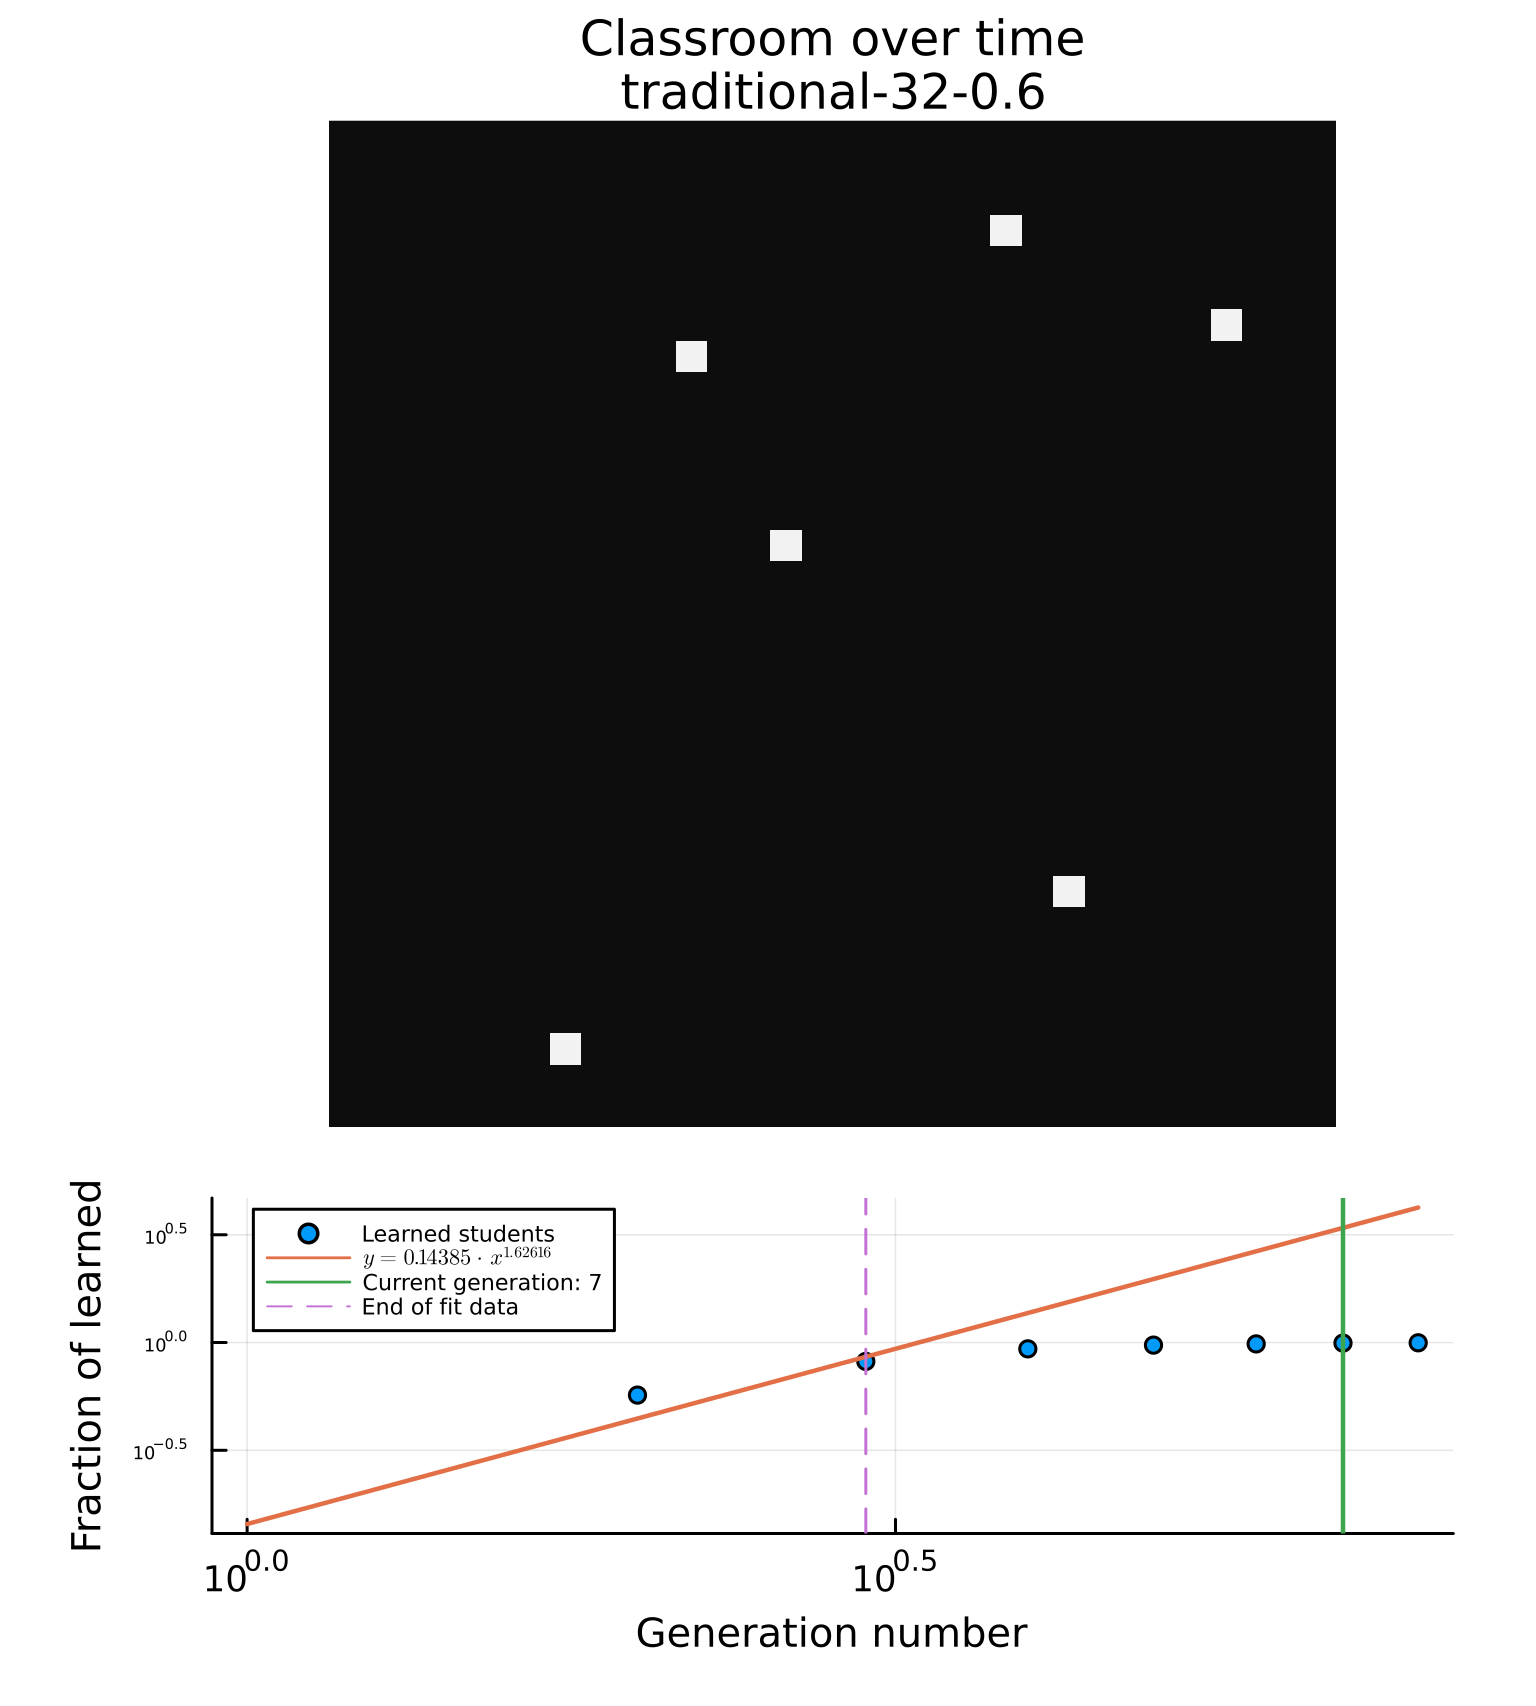 Classroom over time
traditional-32-0.6
Fraction of learned
10^0.5
10^0.0
10^−0.5
Learned students
y = 0.14385 · x^1.62616
Current generation: 7
End of fit data
10^0.0
10^0.5
Generation number